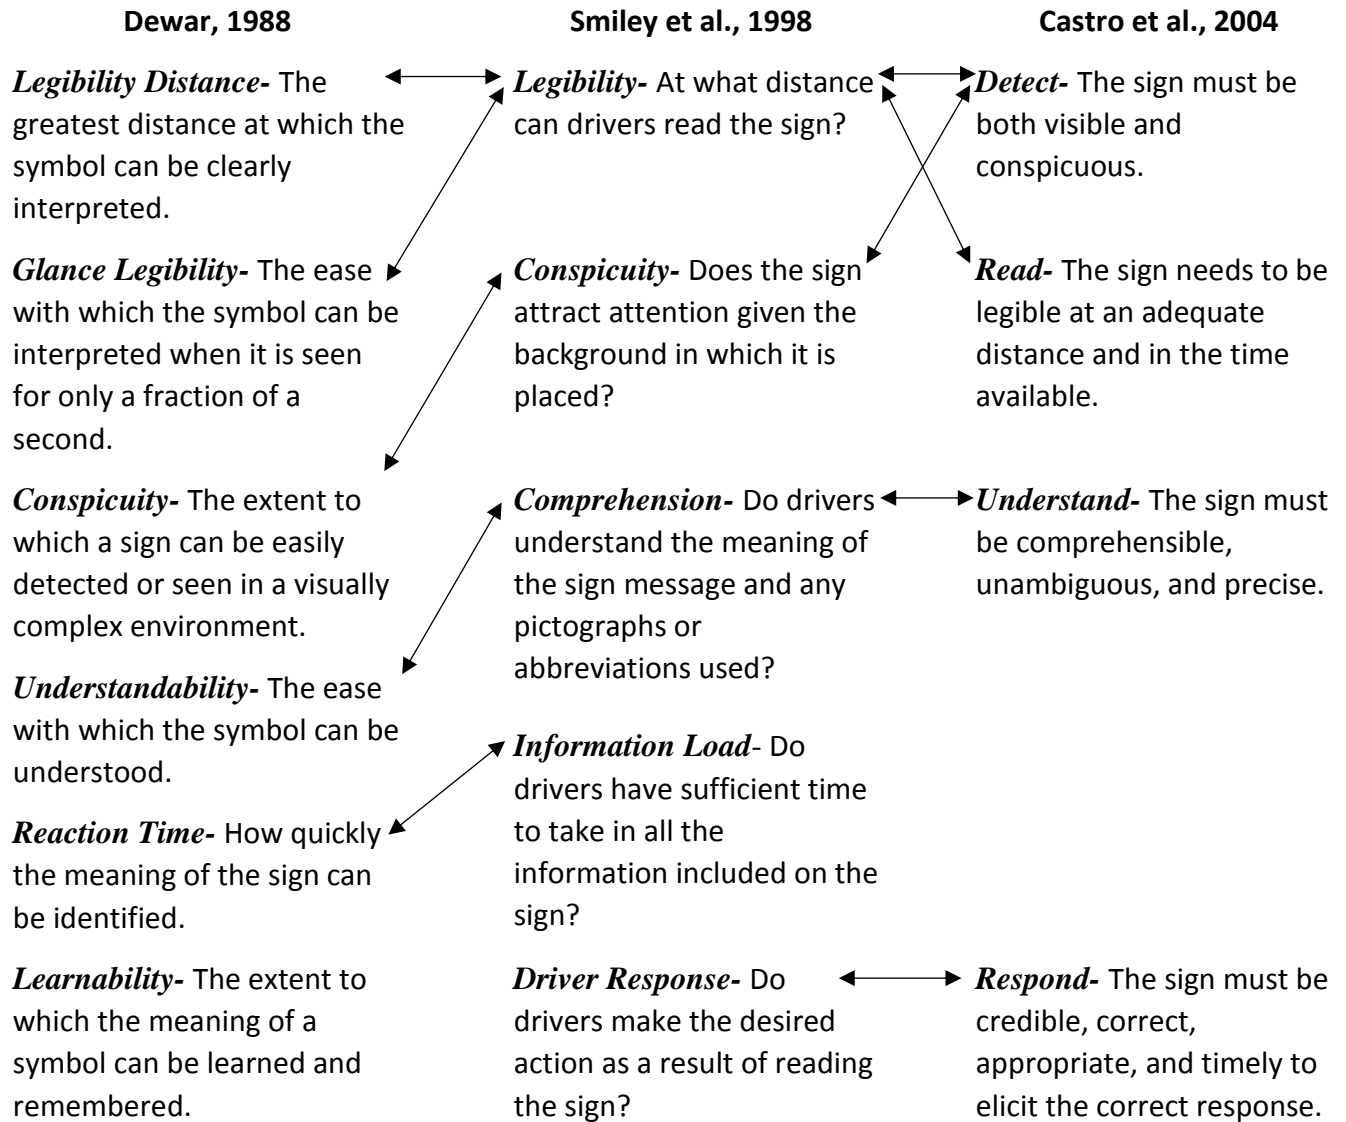 Dewar, 1988
Legibility Distance- The
greatest distance at which the
symbol can be clearly
interpreted.
Glance Legibility- The ease
with which the symbol can be
interpreted when it is seen
for only a fraction of a
second.
Conspicuity- The extent to
which a sign can be easily
detected or seen in a visually
complex environment.
Understandability- The ease
with which the symbol can be
understood.
Reaction Time- How quickly
the meaning of the sign can
be identified.
Learnability- The extent to
which the meaning of a
symbol can be learned and
remembered.
Smiley et al., 1998
Legibility- At what distance
can drivers read the sign?
Conspicuity- Does the sign
attract attention given the
background in which it is
placed?
Comprehension- Do drivers
understand the meaning of
the sign message and any
pictographs or
abbreviations used?
Information Load- Do
drivers have sufficient time
to take in all the
information included on the
sign?
Driver Response- Do
drivers make the desired
action as a result of reading
the sign?
Castro et al., 2004
Detect- The sign must be
both visible and
conspicuous.
Read- The sign needs to be
legible at an adequate
distance and in the time
available.
Understand- The sign must
be comprehensible,
unambiguous, and precise.
Respond- The sign must be
credible, correct,
appropriate, and timely to
elicit the correct response.